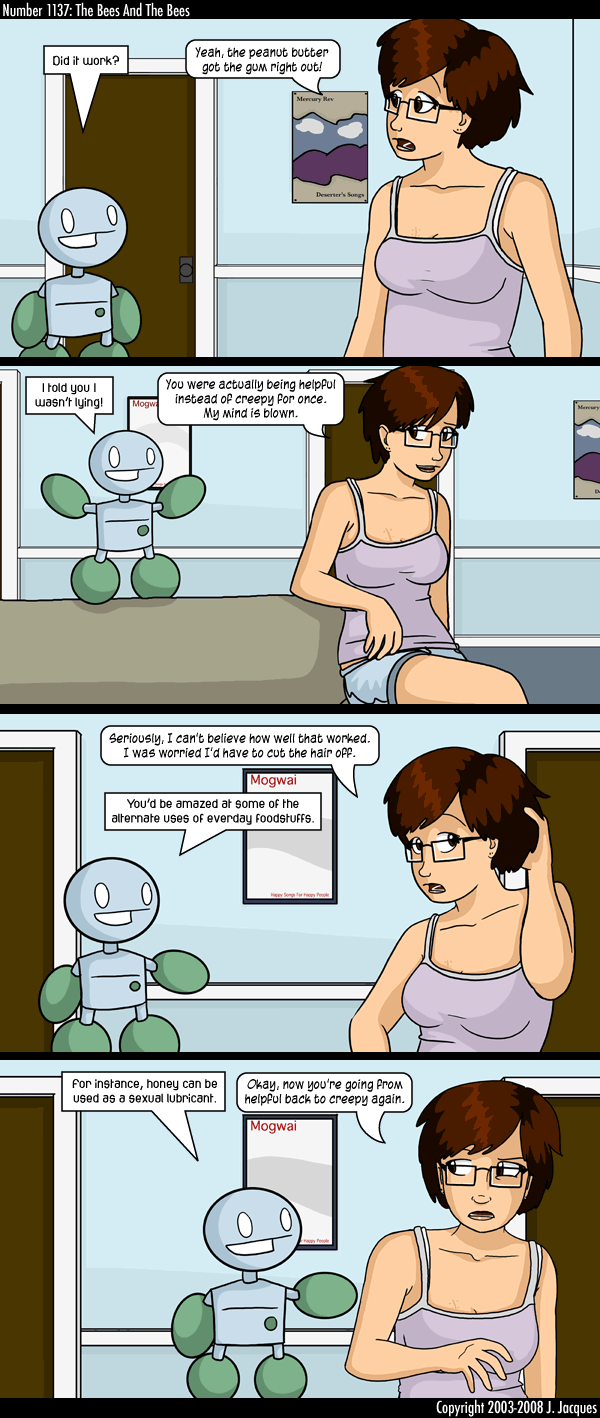 Number 1137: The Bees And The Bees
Did it work?
Yeah, the peanut butter
got the gum right out!
Mercury Rev
Deserter's Songs
I told you I
wasn't lying!
You were actually being helpful
instead of creepy for once.
My mind is blown.
Mogwa
Mercury
D
Seriously, I can't believe how well that worked.
I was worried I'd have to cut the hair off.
You'd be amazed at some of the
alternate uses of everday foodstuffs.
Mogwai
Happy Songs For Happy People
For instance, honey can be
used as a sexual lubricant.
Okay, now you're going from
helpful back to creepy again.
Mogwai
Happy People
Copyright 2003-2008 J. Jacques